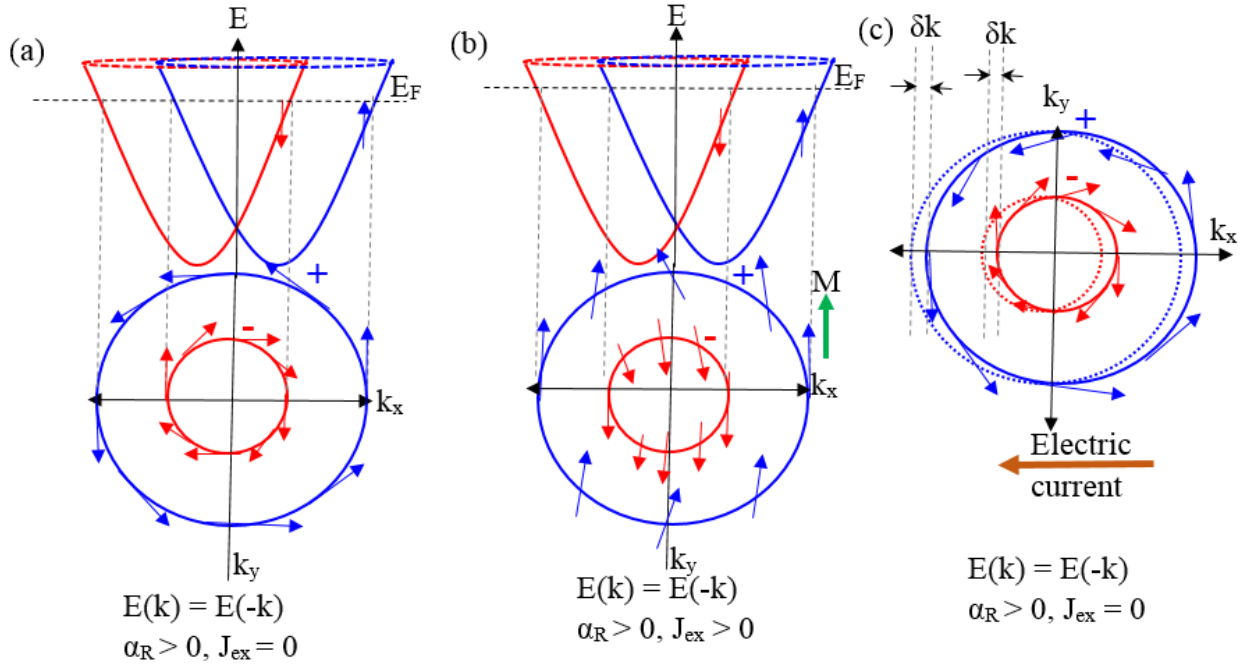 (a)
E
E_F
+
-
k_x
k_y
E(k) = E(-k)
α_R > 0, J_ex = 0
(b)
E
E_F
+
-
M
k_x
k_y
E(k) = E(-k)
α_R > 0, J_ex > 0
(c)
δk
δk
k_y
+
-
k_x
Electric
current
E(k) = E(-k)
α_R > 0, J_ex = 0